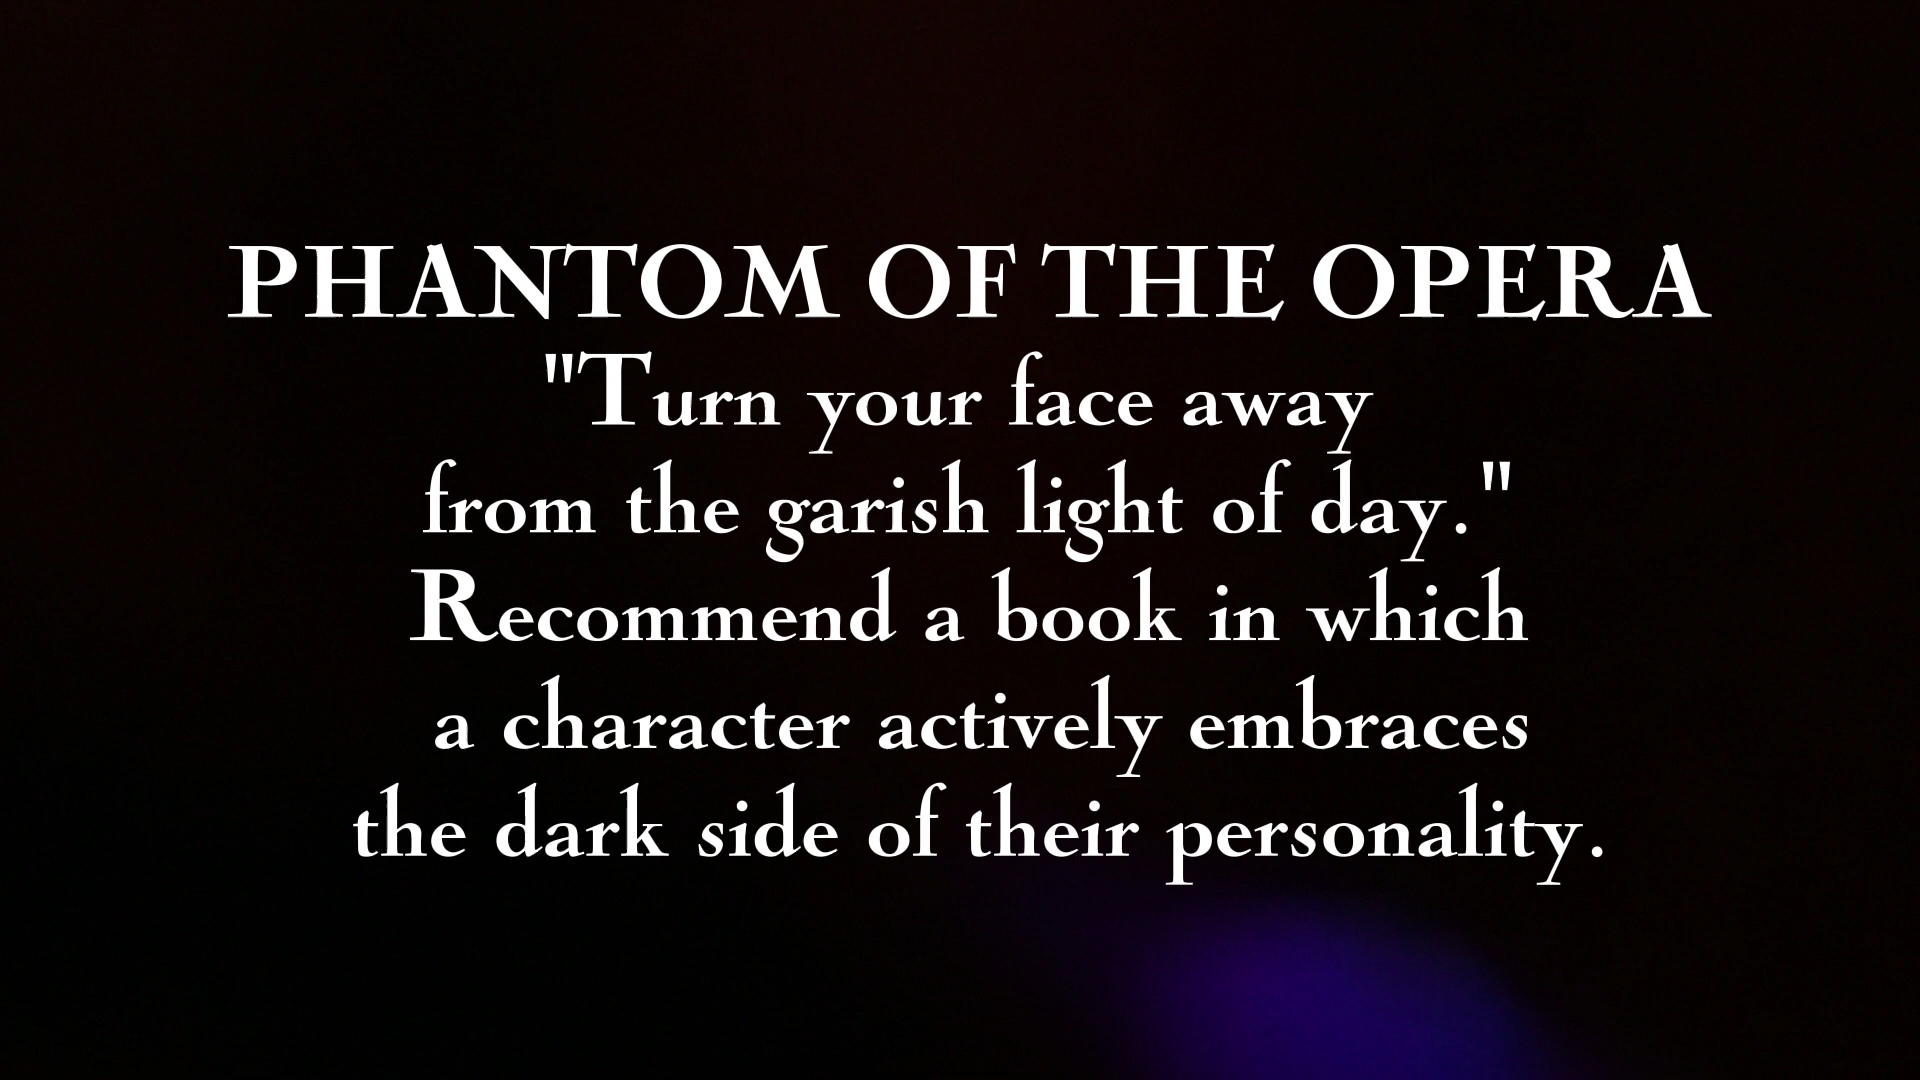 PHANTOM OF THE OPERA
"Turn your face away
from the garish light of day."
Recommend a book in which
a character actively embraces
the dark side of their personality.